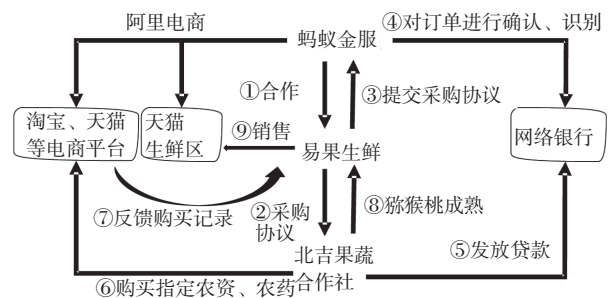 阿里电商
蚂蚁金服
④对订单进行确认、识别
①合作
③提交采购协议
淘宝、天猫
等电商平台
天猫
生鲜区
⑨销售
易果生鲜
网络银行
⑦反馈购买记录
②采购
协议
⑧猕猴桃成熟
北吉果蔬
合作社
⑤发放贷款
⑥购买指定农资、农药